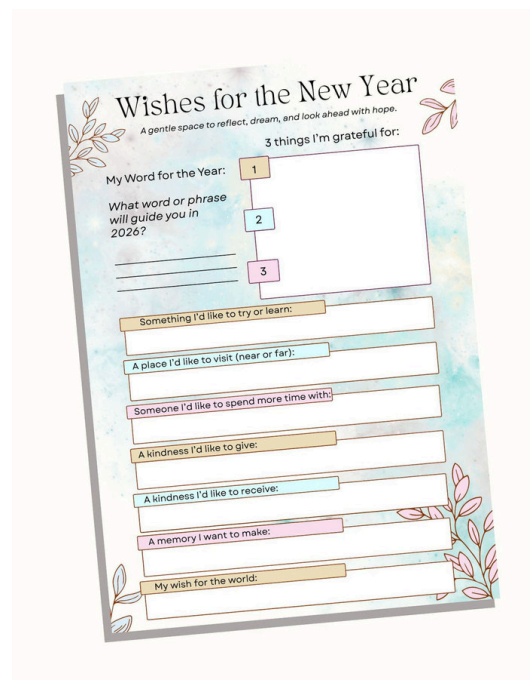 Wishes for the New Year
A gentle space to reflect, dream, and look ahead with hope.
My Word for the Year:
What word or phrase
will guide you in
2026?
3 things I'm grateful for:
1
2
3
Something I'd like to try or learn:
A place I'd like to visit (near or far):
Someone I'd like to spend more time with:
A kindness I'd like to give:
A kindness I'd like to receive:
A memory I want to make:
My wish for the world: